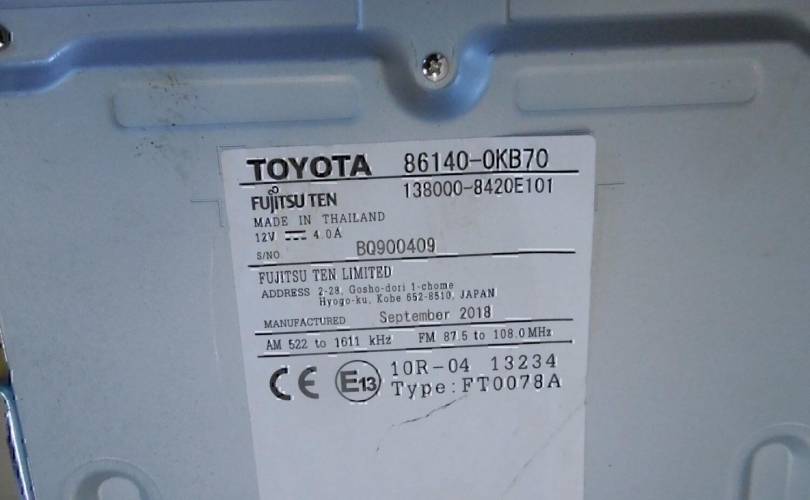 TOYOTA 86140-0KB70
FUJITSU TEN 138000-8420E101
MADE IN THAILAND
12V ⎓ 4.0A
S/NO. BQ900409
FUJITSU TEN LIMITED
ADDRESS 2-28, Gosho-dori 1-chome
Hyogo-ku, Kobe 652-8510, JAPAN
MANUFACTURED September 2018
AM 522 to 1611 kHz FM 87.5 to 108.0MHz
CE E13 10R-04 13234
Type:FT0078A